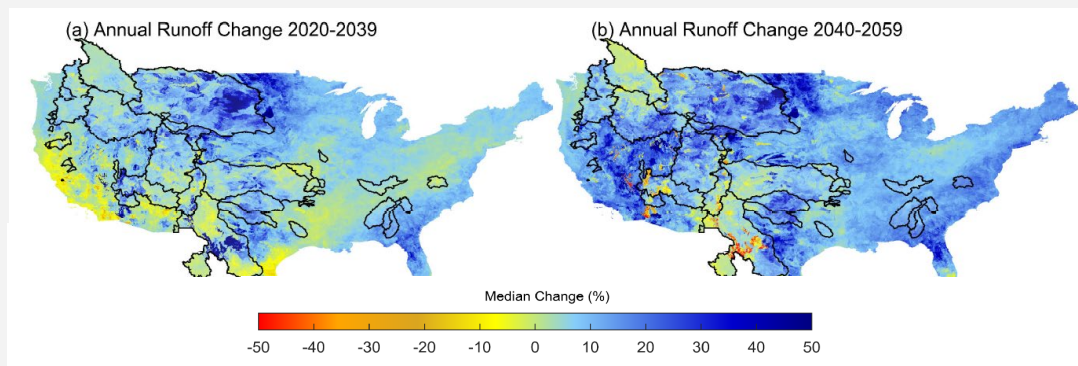 (a) Annual Runoff Change 2020-2039
(b) Annual Runoff Change 2040-2059
Median Change (%)
-50 -40 -30 -20 -10 0 10 20 30 40 50